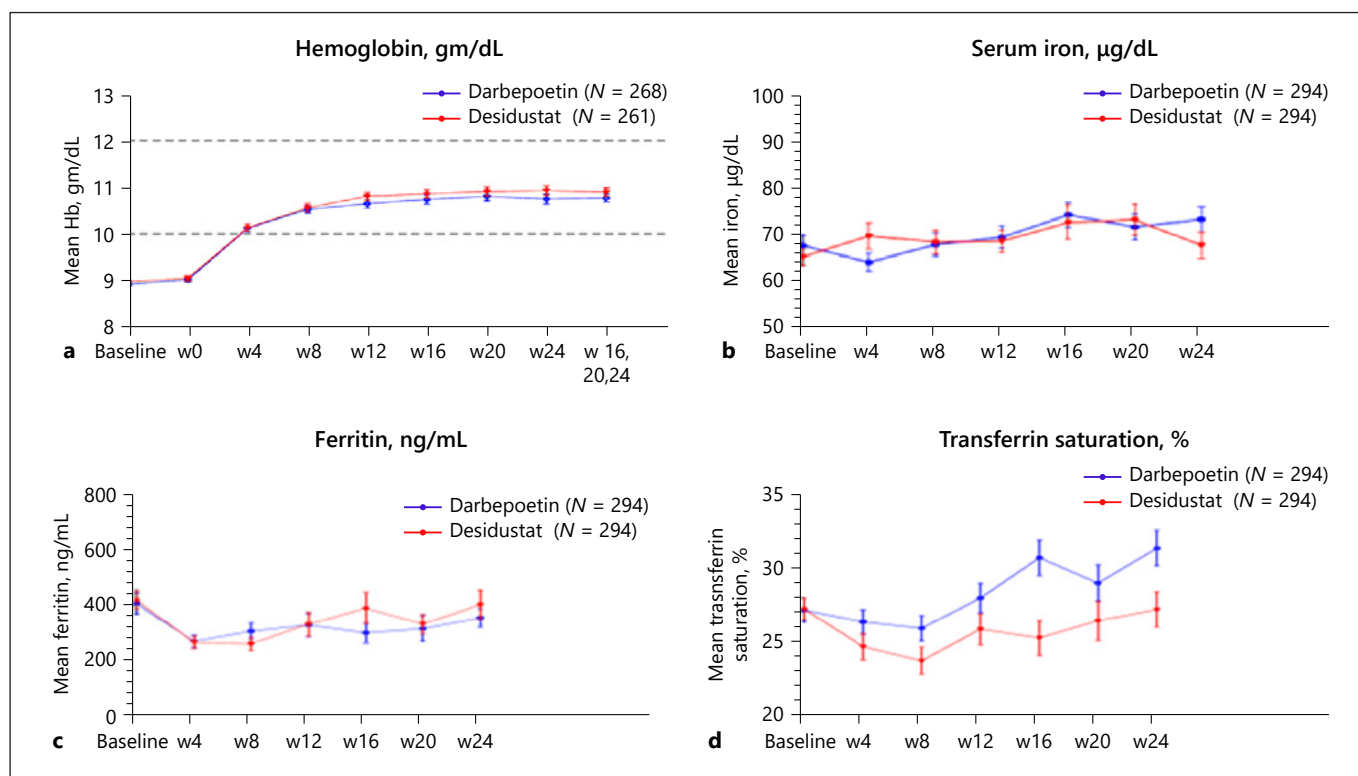 Hemoglobin, gm/dL
Darbepoetin (N = 268)
Desidustat (N = 261)
Mean Hb, gm/dL
13
12
11
10
9
8
Baseline w0 w4 w8 w12 w16 w20 w24 w 16,
20,24
a
Serum iron, µg/dL
Darbepoetin (N = 294)
Desidustat (N = 294)
Mean iron, µg/dL
100
90
80
70
60
50
Baseline w4 w8 w12 w16 w20 w24
b
Ferritin, ng/mL
Darbepoetin (N = 294)
Desidustat (N = 294)
Mean ferritin, ng/mL
800
600
400
200
0
Baseline w4 w8 w12 w16 w20 w24
c
Transferrin saturation, %
Darbepoetin (N = 294)
Desidustat (N = 294)
Mean trasnsferrin
saturation, %
35
30
25
20
Baseline w4 w8 w12 w16 w20 w24
d